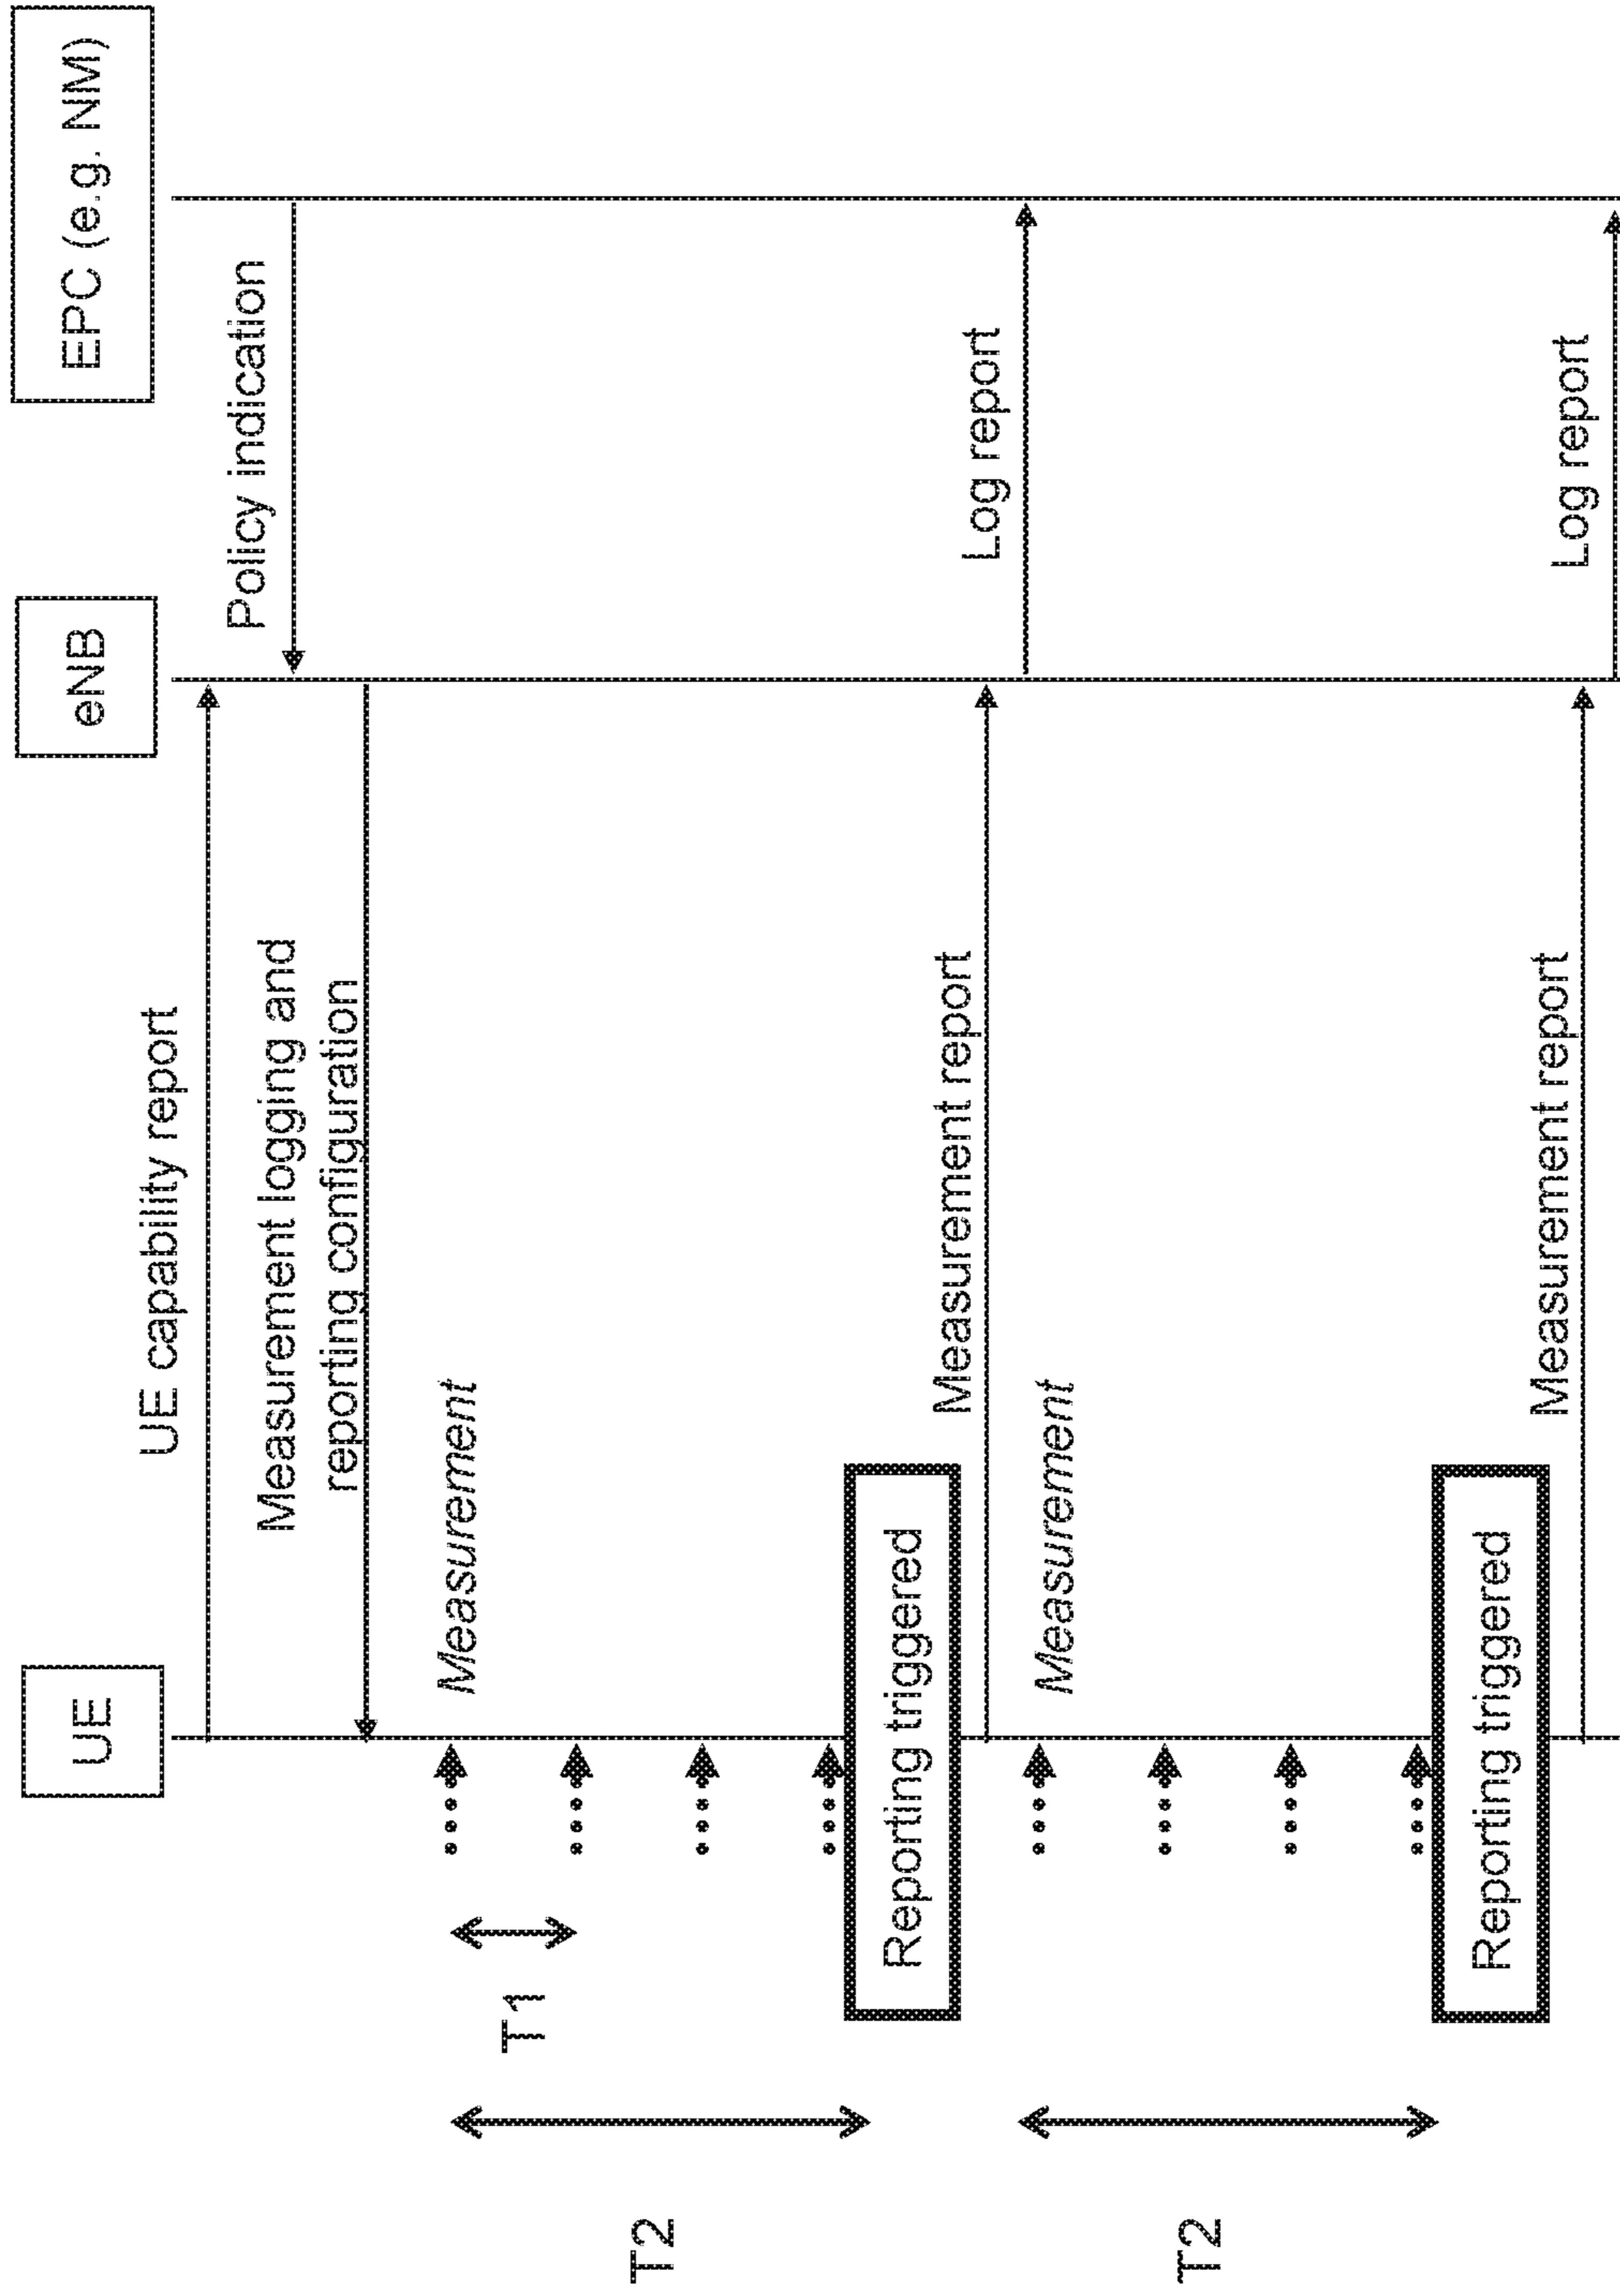 UE
eNB
EPC (e.g. NM)
UE capability report
Policy indication
Measurement logging and
reporting configuration
Measurement
T1
T2
Reporting triggered
Measurement report
Log report
Measurement
T2
Reporting triggered
Measurement report
Log report